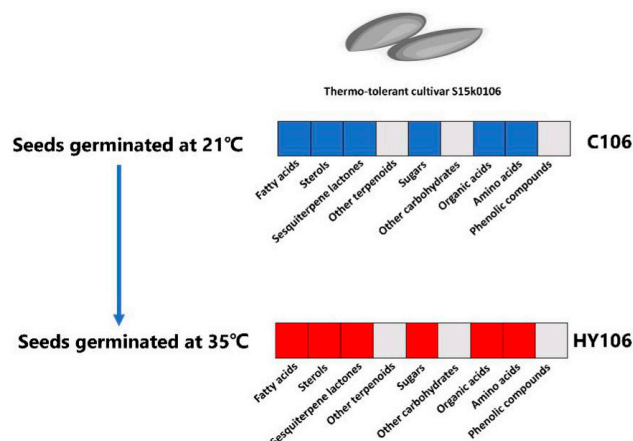 Thermo-tolerant cultivar S15k0106
Seeds germinated at 21℃
C106
Fatty acids
Sterols
Sesquiterpene lactones
Other terpenoids
Sugars
Other carbohydrates
Organic acids
Amino acids
Phenolic compounds
Seeds germinated at 35℃
HY106
Fatty acids
Sterols
Sesquiterpene lactones
Other terpenoids
Sugars
Other carbohydrates
Organic acids
Amino acids
Phenolic compounds